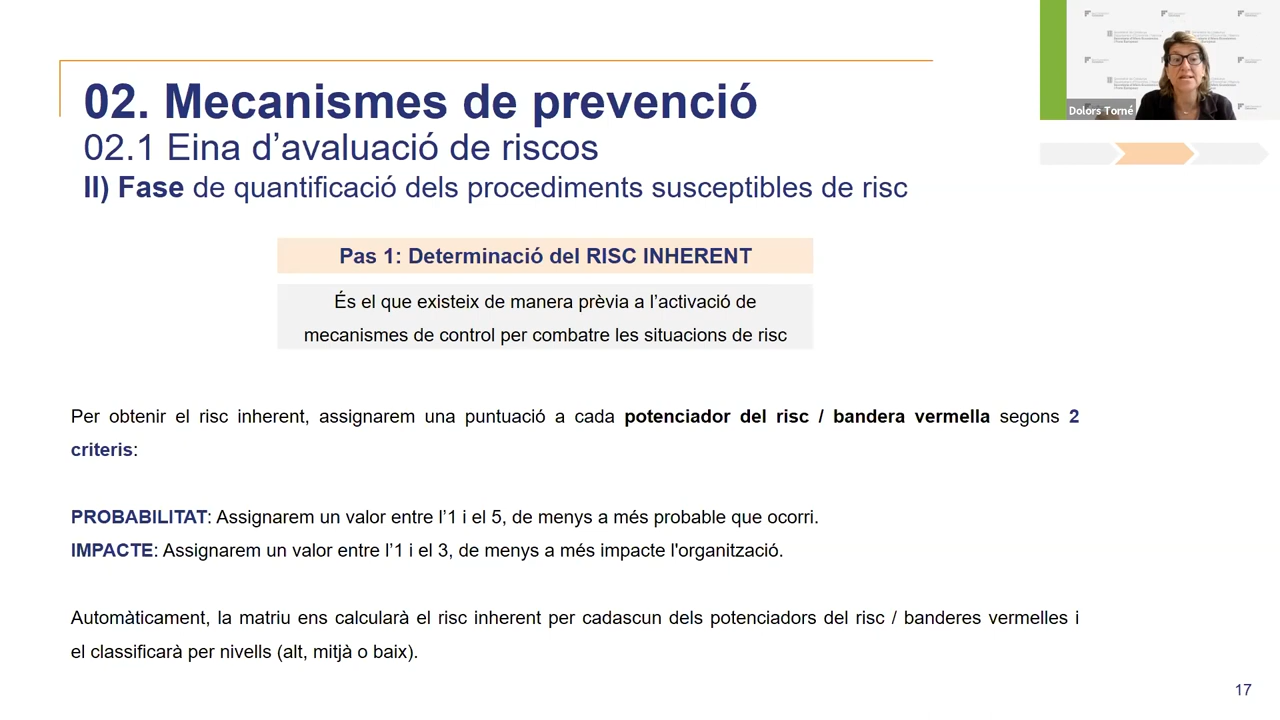 02. Mecanismes de prevenció
02.1 Eina d’avaluació de riscos
II) Fase de quantificació dels procediments susceptibles de risc
Dolors Torné
Pas 1: Determinació del RISC INHERENT
És el que existeix de manera prèvia a l’activació de
mecanismes de control per combatre les situacions de risc
Per obtenir el risc inherent, assignarem una puntuació a cada potenciador del risc / bandera vermella segons 2
criteris:
PROBABILITAT: Assignarem un valor entre l’1 i el 5, de menys a més probable que ocorri.
IMPACTE: Assignarem un valor entre l’1 i el 3, de menys a més impacte l'organització.
Automàticament, la matriu ens calcularà el risc inherent per cadascun dels potenciadors del risc / banderes vermelles i
el classificarà per nivells (alt, mitjà o baix).
17